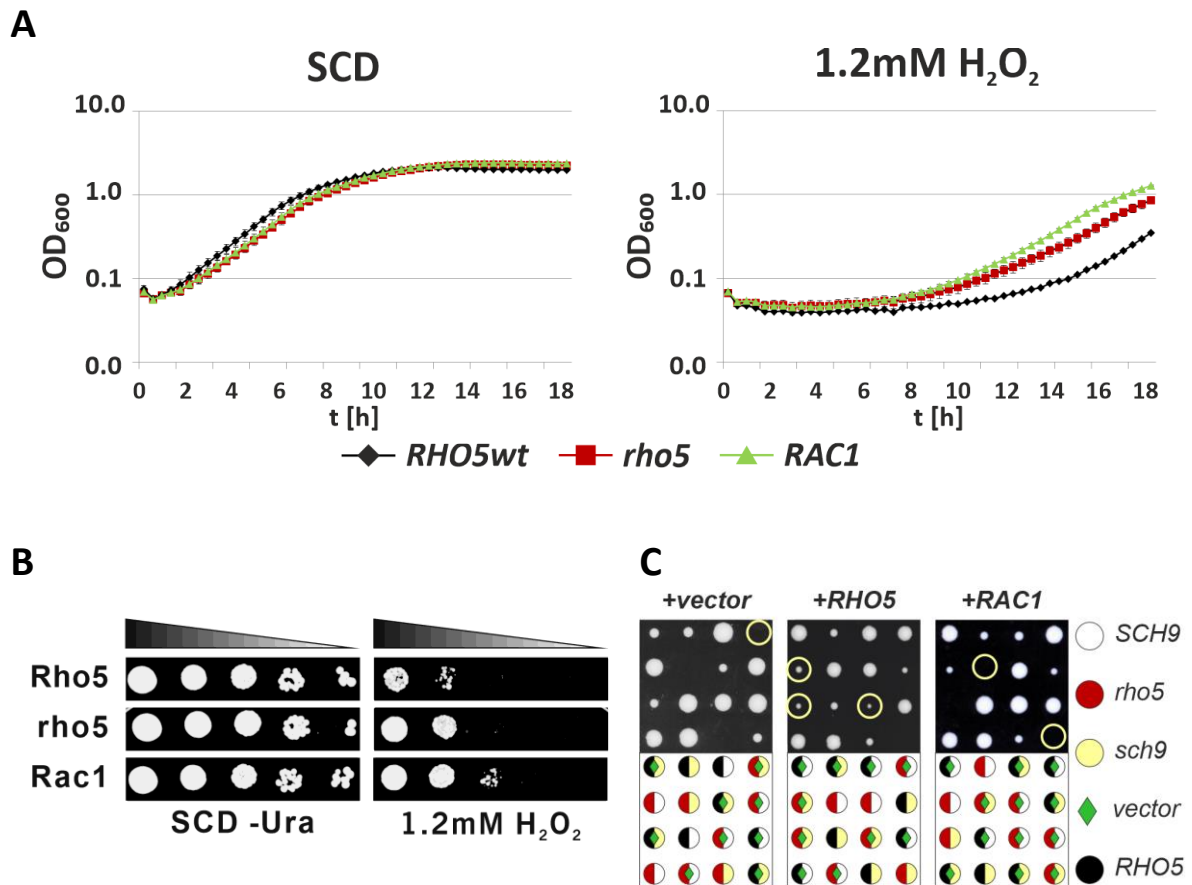 A
SCD
1.2mM H₂O₂
10.0
1.0
0.1
0.0
OD₆₀₀
0 2 4 6 8 10 12 14 16 18
t [h]
10.0
1.0
0.1
0.0
OD₆₀₀
0 2 4 6 8 10 12 14 16 18
t [h]
RHO5wt rho5 RAC1
B
Rho5
rho5
Rac1
SCD -Ura 1.2mM H₂O₂
C
+vector +RHO5 +RAC1
SCH9
rho5
sch9
vector
RHO5